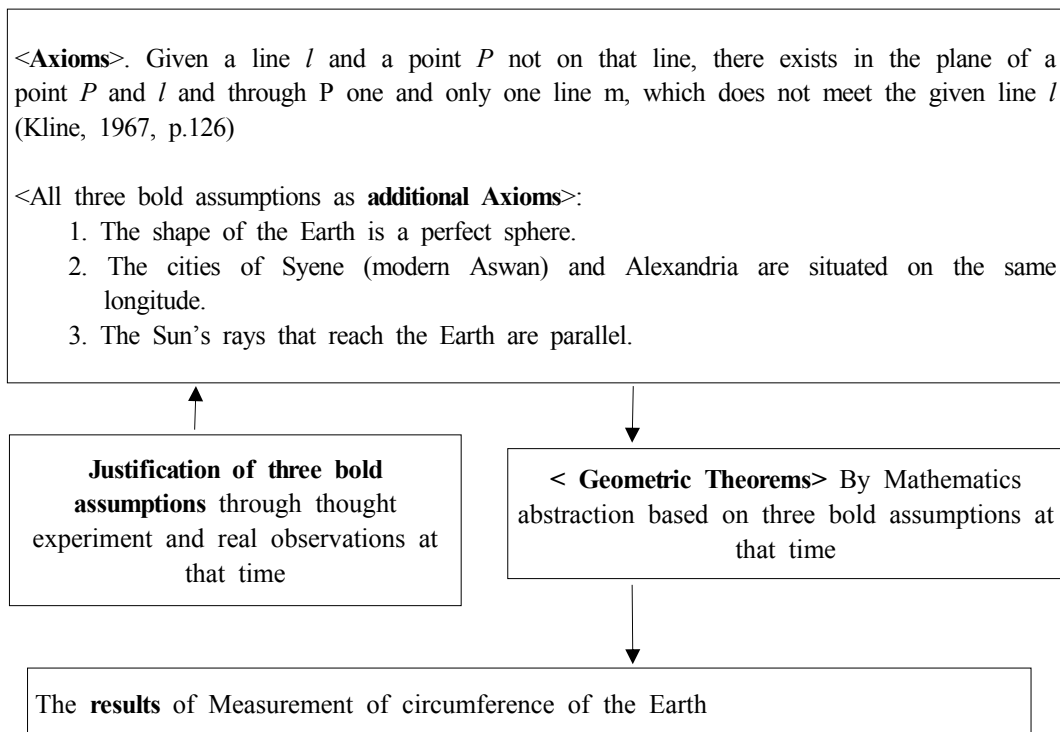 <Axioms>. Given a line l and a point P not on that line, there exists in the plane of a
point P and l and through P one and only one line m, which does not meet the given line l
(Kline, 1967, p.126)
<All three bold assumptions as additional Axioms>:
1. The shape of the Earth is a perfect sphere.
2. The cities of Syene (modern Aswan) and Alexandria are situated on the same
longitude.
3. The Sun's rays that reach the Earth are parallel.
Justification of three bold
assumptions through thought
experiment and real observations at
that time
< Geometric Theorems> By Mathematics
abstraction based on three bold assumptions at
that time
The results of Measurement of circumference of the Earth